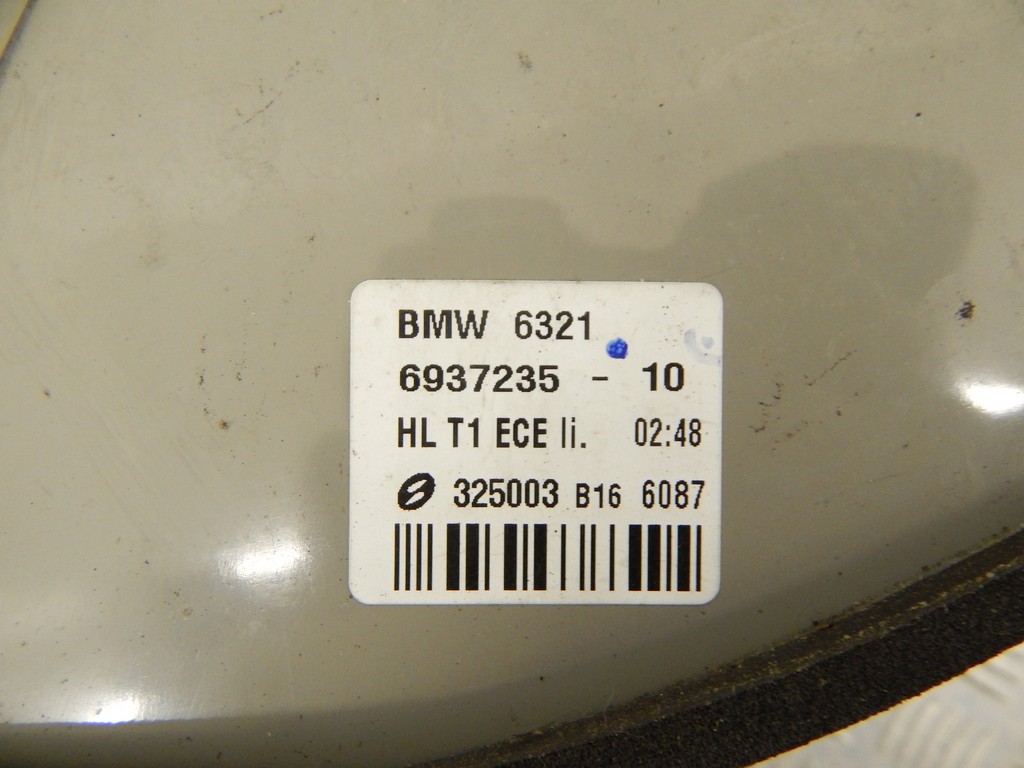 BMW 6321
6937235 - 10
HL T1 ECE li. 02:48
325003 B16 6087